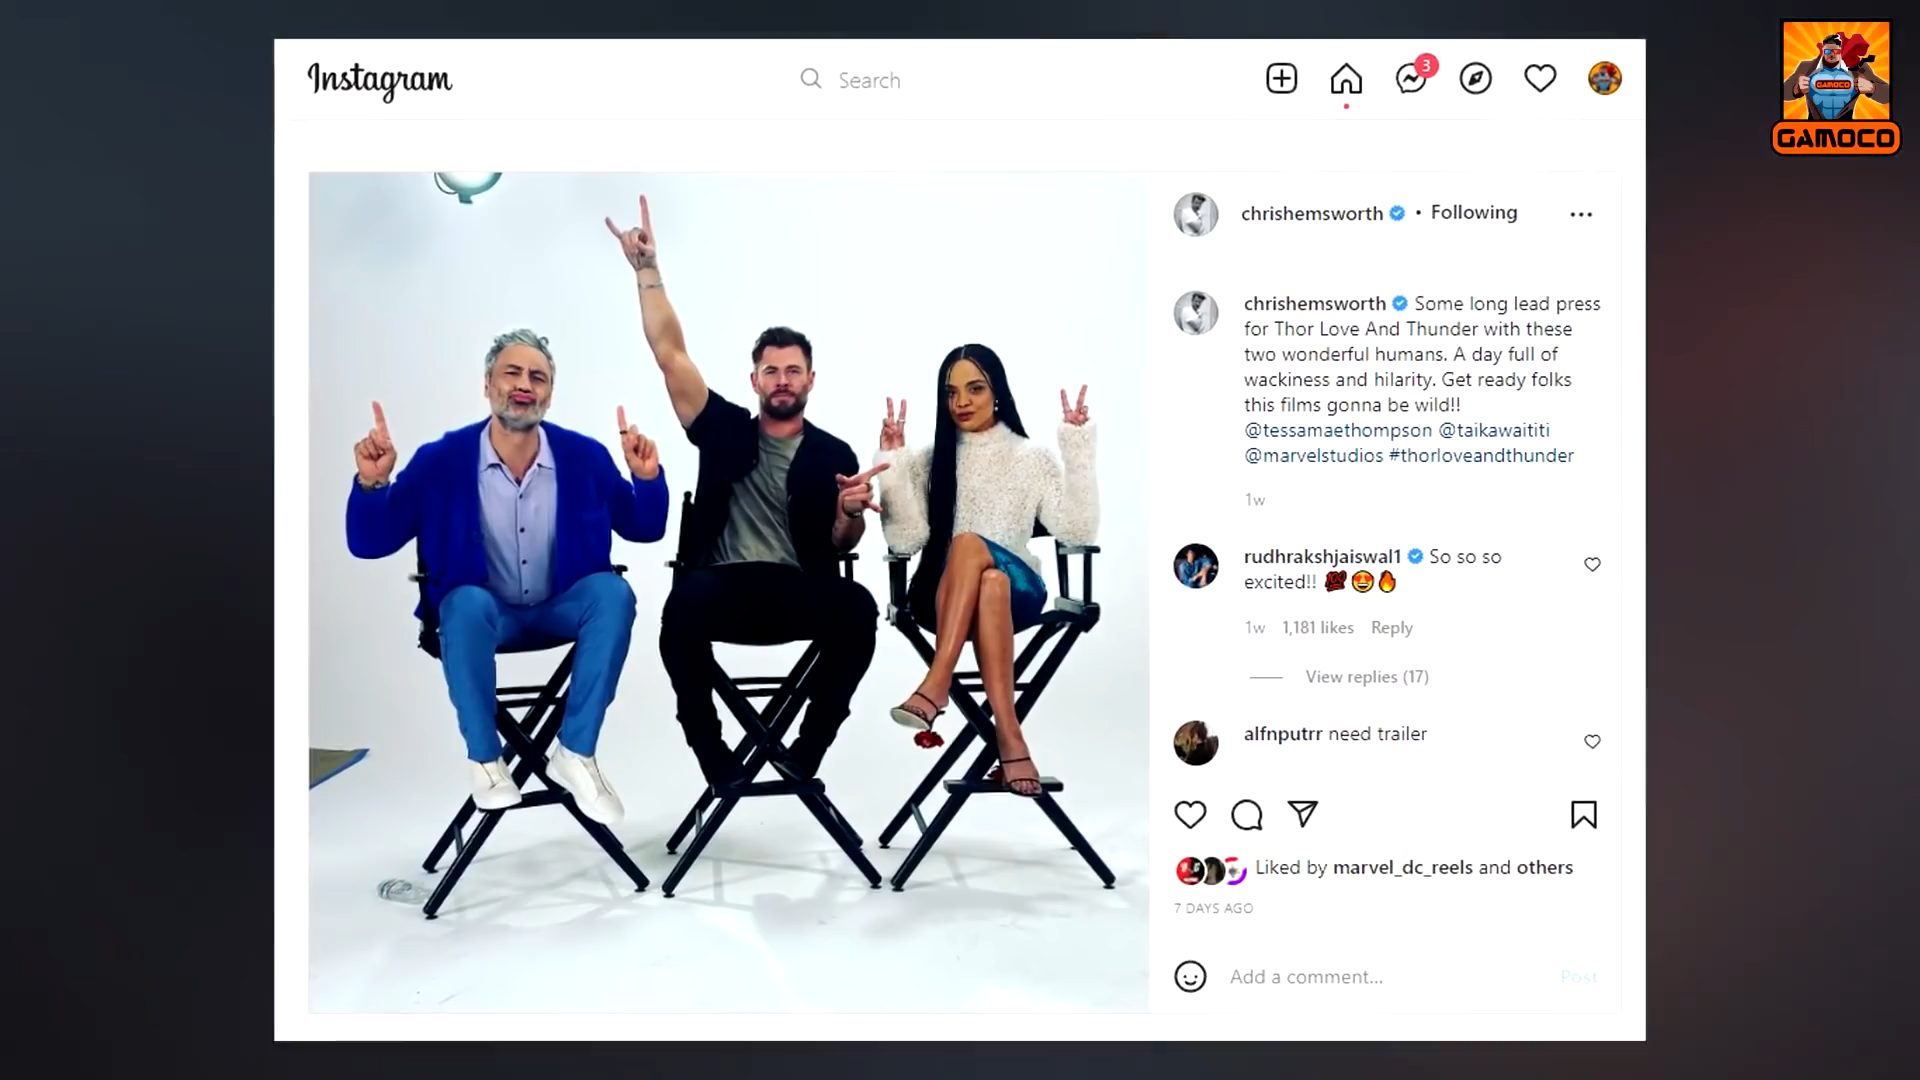 Instagram
Search
3
GAMOCO
GAMOCO
chrishemsworth • Following
chrishemsworth Some long lead press
for Thor Love And Thunder with these
two wonderful humans. A day full of
wackiness and hilarity. Get ready folks
this films gonna be wild!!
@tessamaethompson @taikawaititi
@marvelstudios #thorloveandthunder
1w
rudhrakshjaiswal1 So so so
excited!! 💯😍🔥
1w 1,181 likes Reply
View replies (17)
alfnputrr need trailer
Liked by marvel_dc_reels and others
7 DAYS AGO
Add a comment...
Post